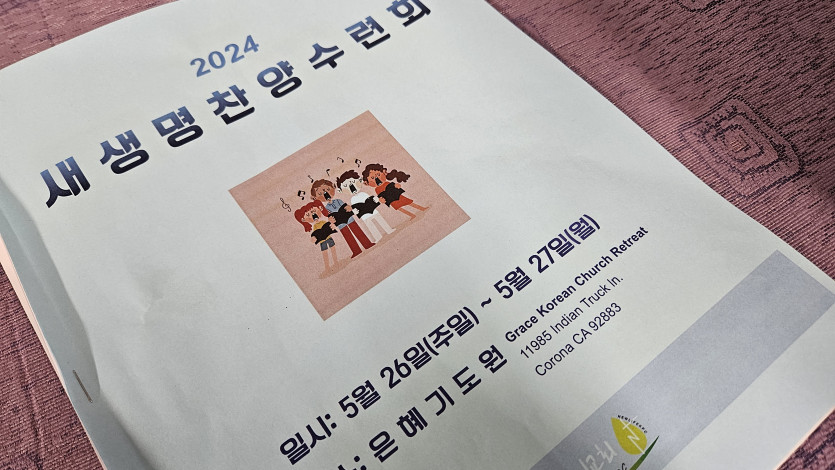 2024
새생명찬양수련회
일시: 5월 26일(주일) ~ 5월 27일(월)
은혜기도원
Grace Korean Church Retreat
11985 Indian Truck ln.
Corona CA 92883